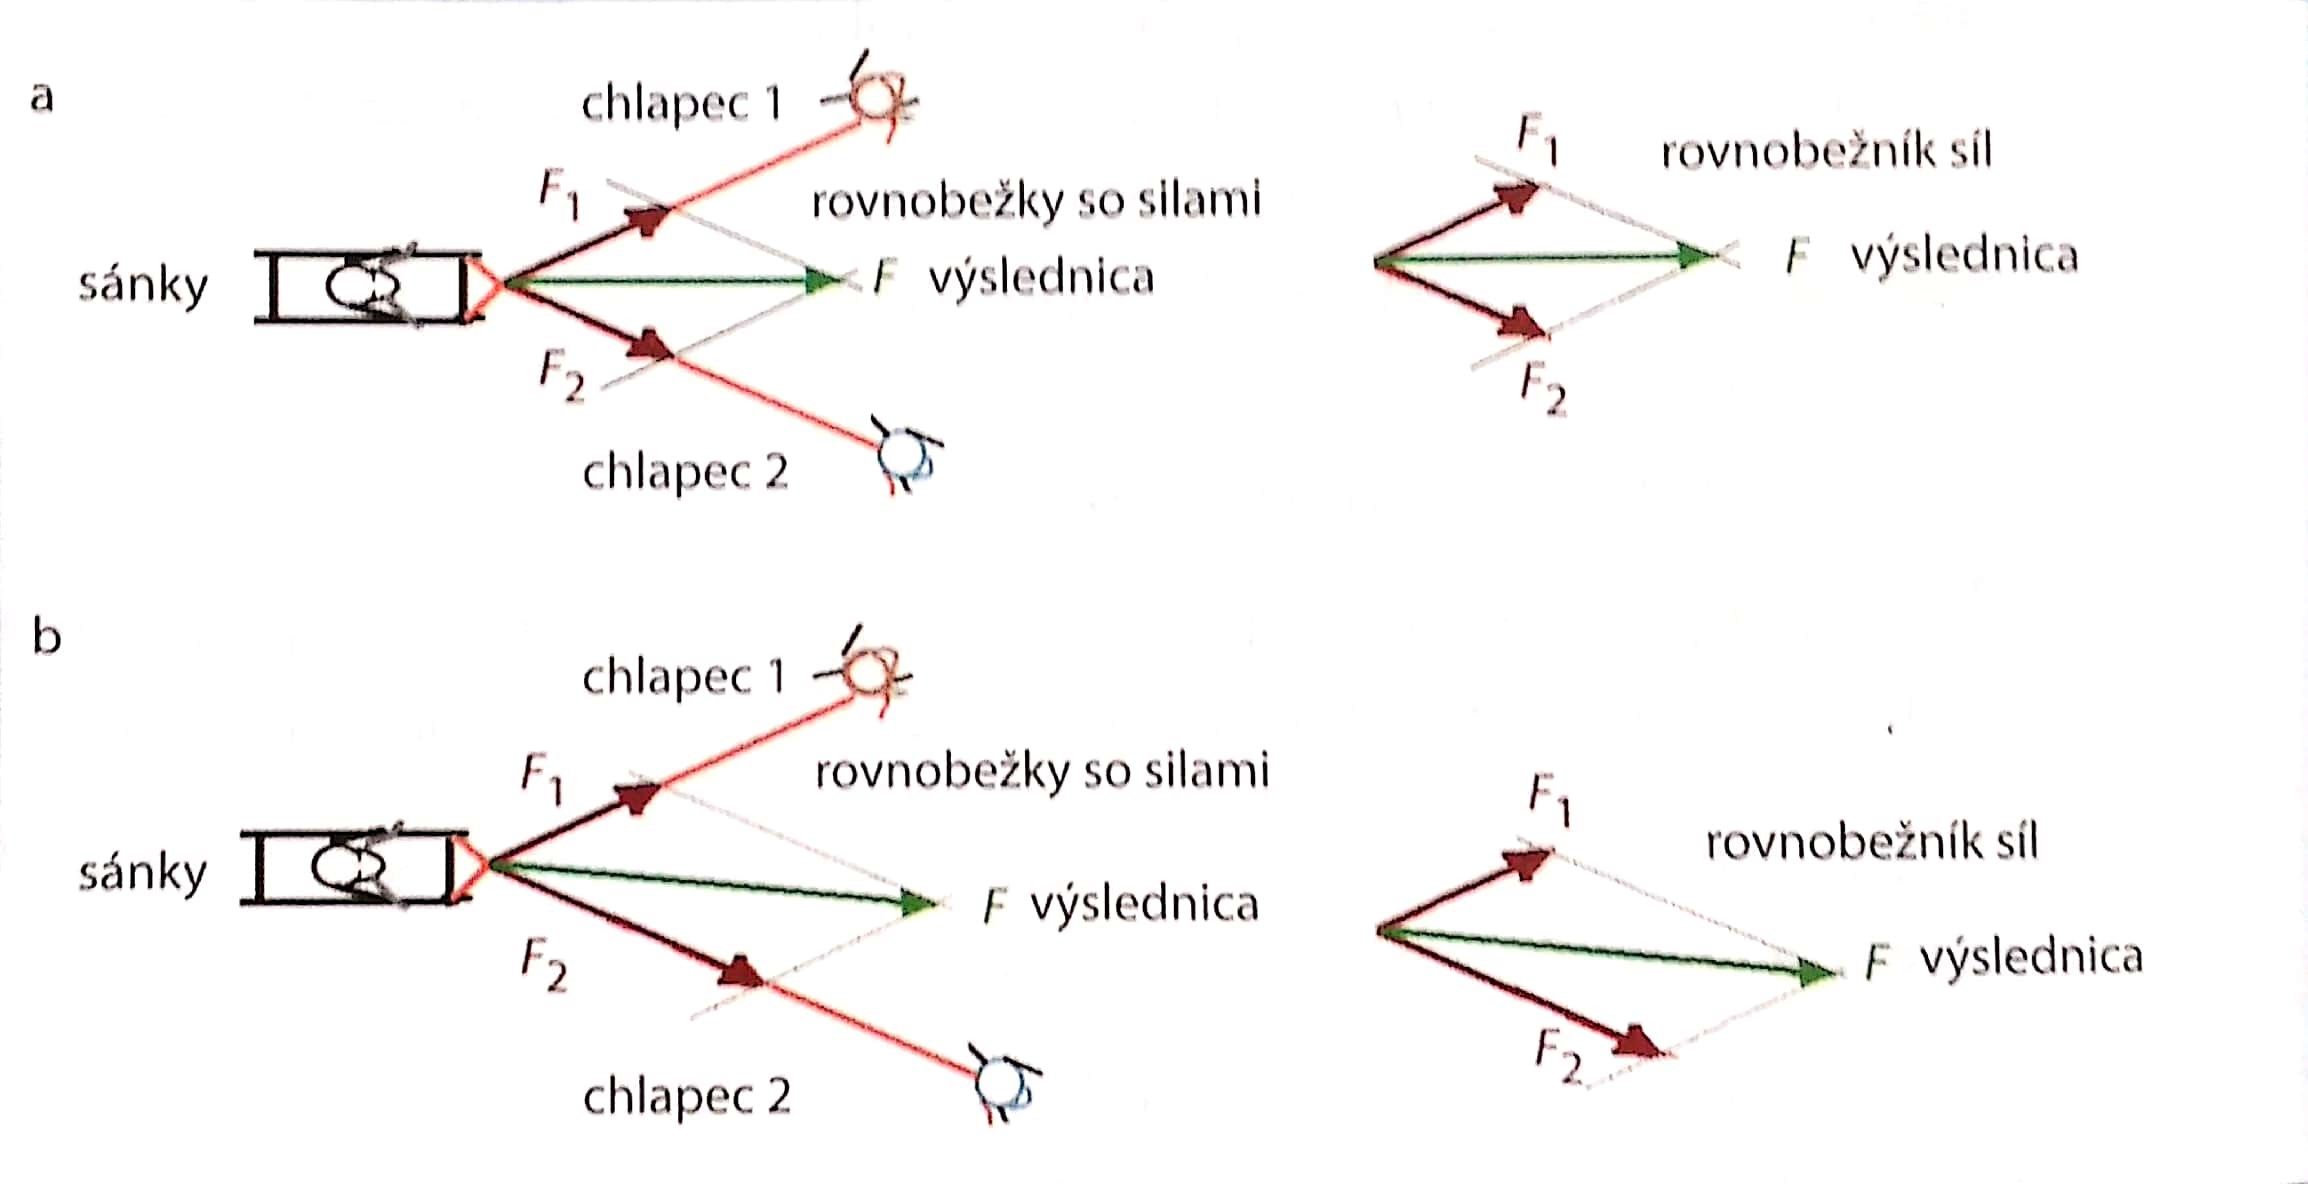 a
chlapec 1
F1
rovnobežky so silami
sánky
F výslednica
F2
chlapec 2
F1
rovnobežník síl
F výslednica
F2
b
chlapec 1
F1
rovnobežky so silami
sánky
F výslednica
F2
chlapec 2
F1
rovnobežník síl
F výslednica
F2